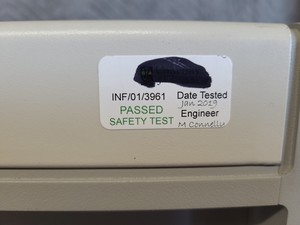 INF/01/3961 Date Tested
Jan 2019
PASSED Engineer
SAFETY TEST M Connelly